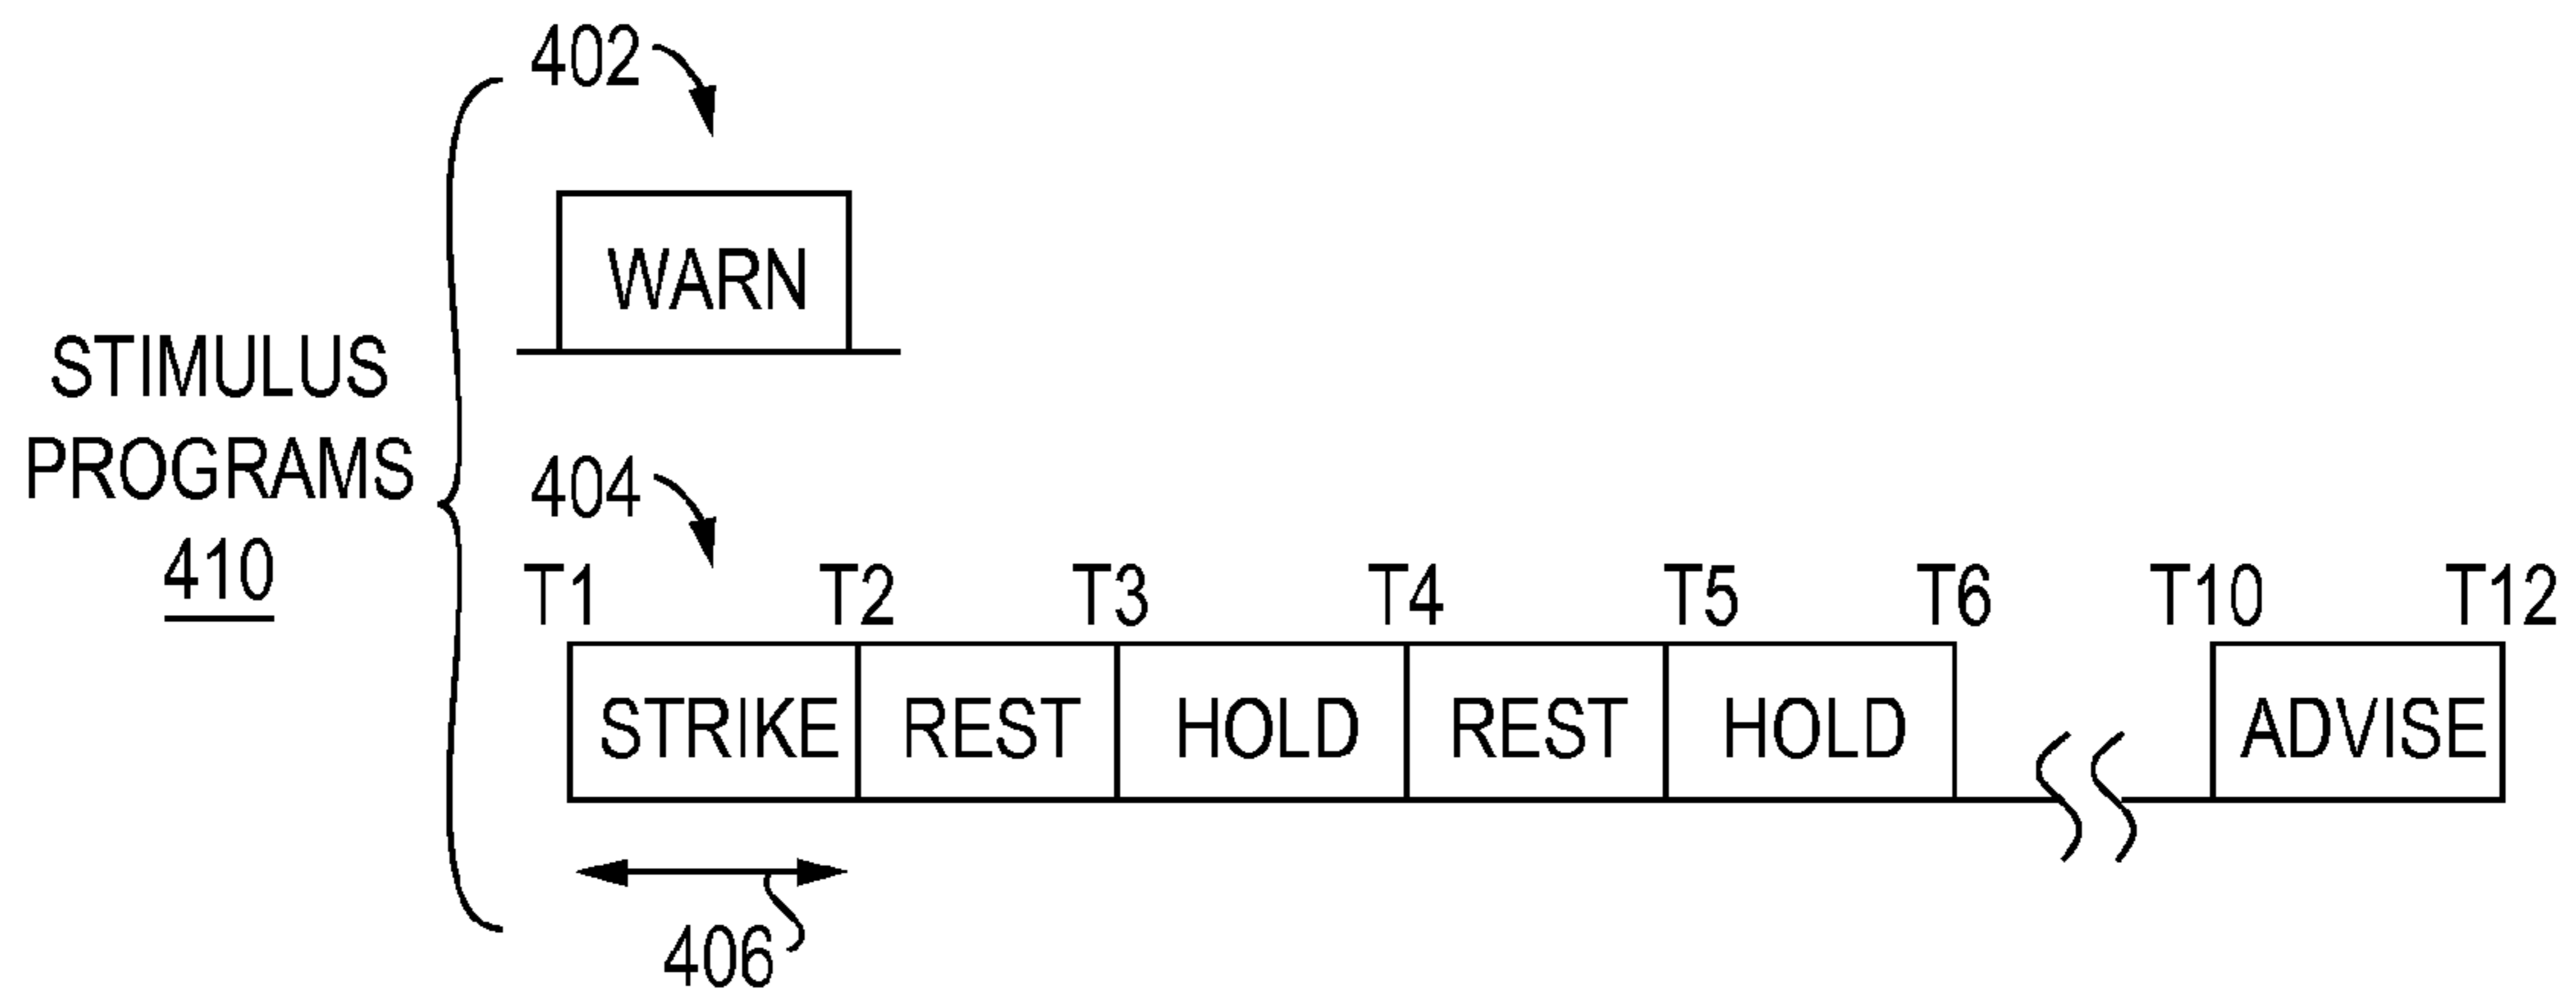 402
WARN
STIMULUS
PROGRAMS
410
404
T1 T2 T3 T4 T5 T6 T10 T12
STRIKE REST HOLD REST HOLD ADVISE
406